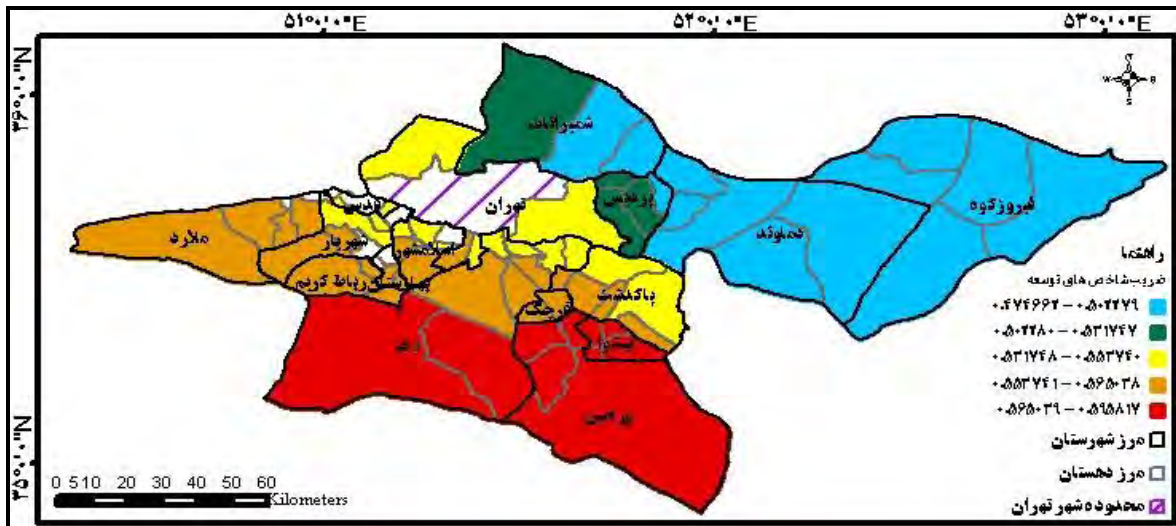 ۵۱°۰'۰"E
۵۲°۰'۰"E
۵۳°۰'۰"E
۳۶°۰'۰"N
۳۵°۰'۰"N
N
W
E
S
شمیرانات
تهران
پردیس
دماوند
فیروزکوه
قدس
ملارد
شهریار
اسلامشهر
بهارستان
رباط کریم
پاکدشت
قرچک
ری
ورامین
راهنما
ضریب شاخص های توسعه
۰.۴۷۴۶۶۲ - ۰.۵۰۲۲۷۹
۰.۵۰۲۲۸۰ - ۰.۵۳۱۷۴۷
۰.۵۳۱۷۴۸ - ۰.۵۵۳۷۴۰
۰.۵۵۳۷۴۱ - ۰.۵۶۵۰۳۸
۰.۵۶۵۰۳۹ - ۰.۵۹۵۸۱۷
مرز شهرستان
مرز دهستان
محدوده شهر تهران
0 5 10 20 30 40 50 60
Kilometers